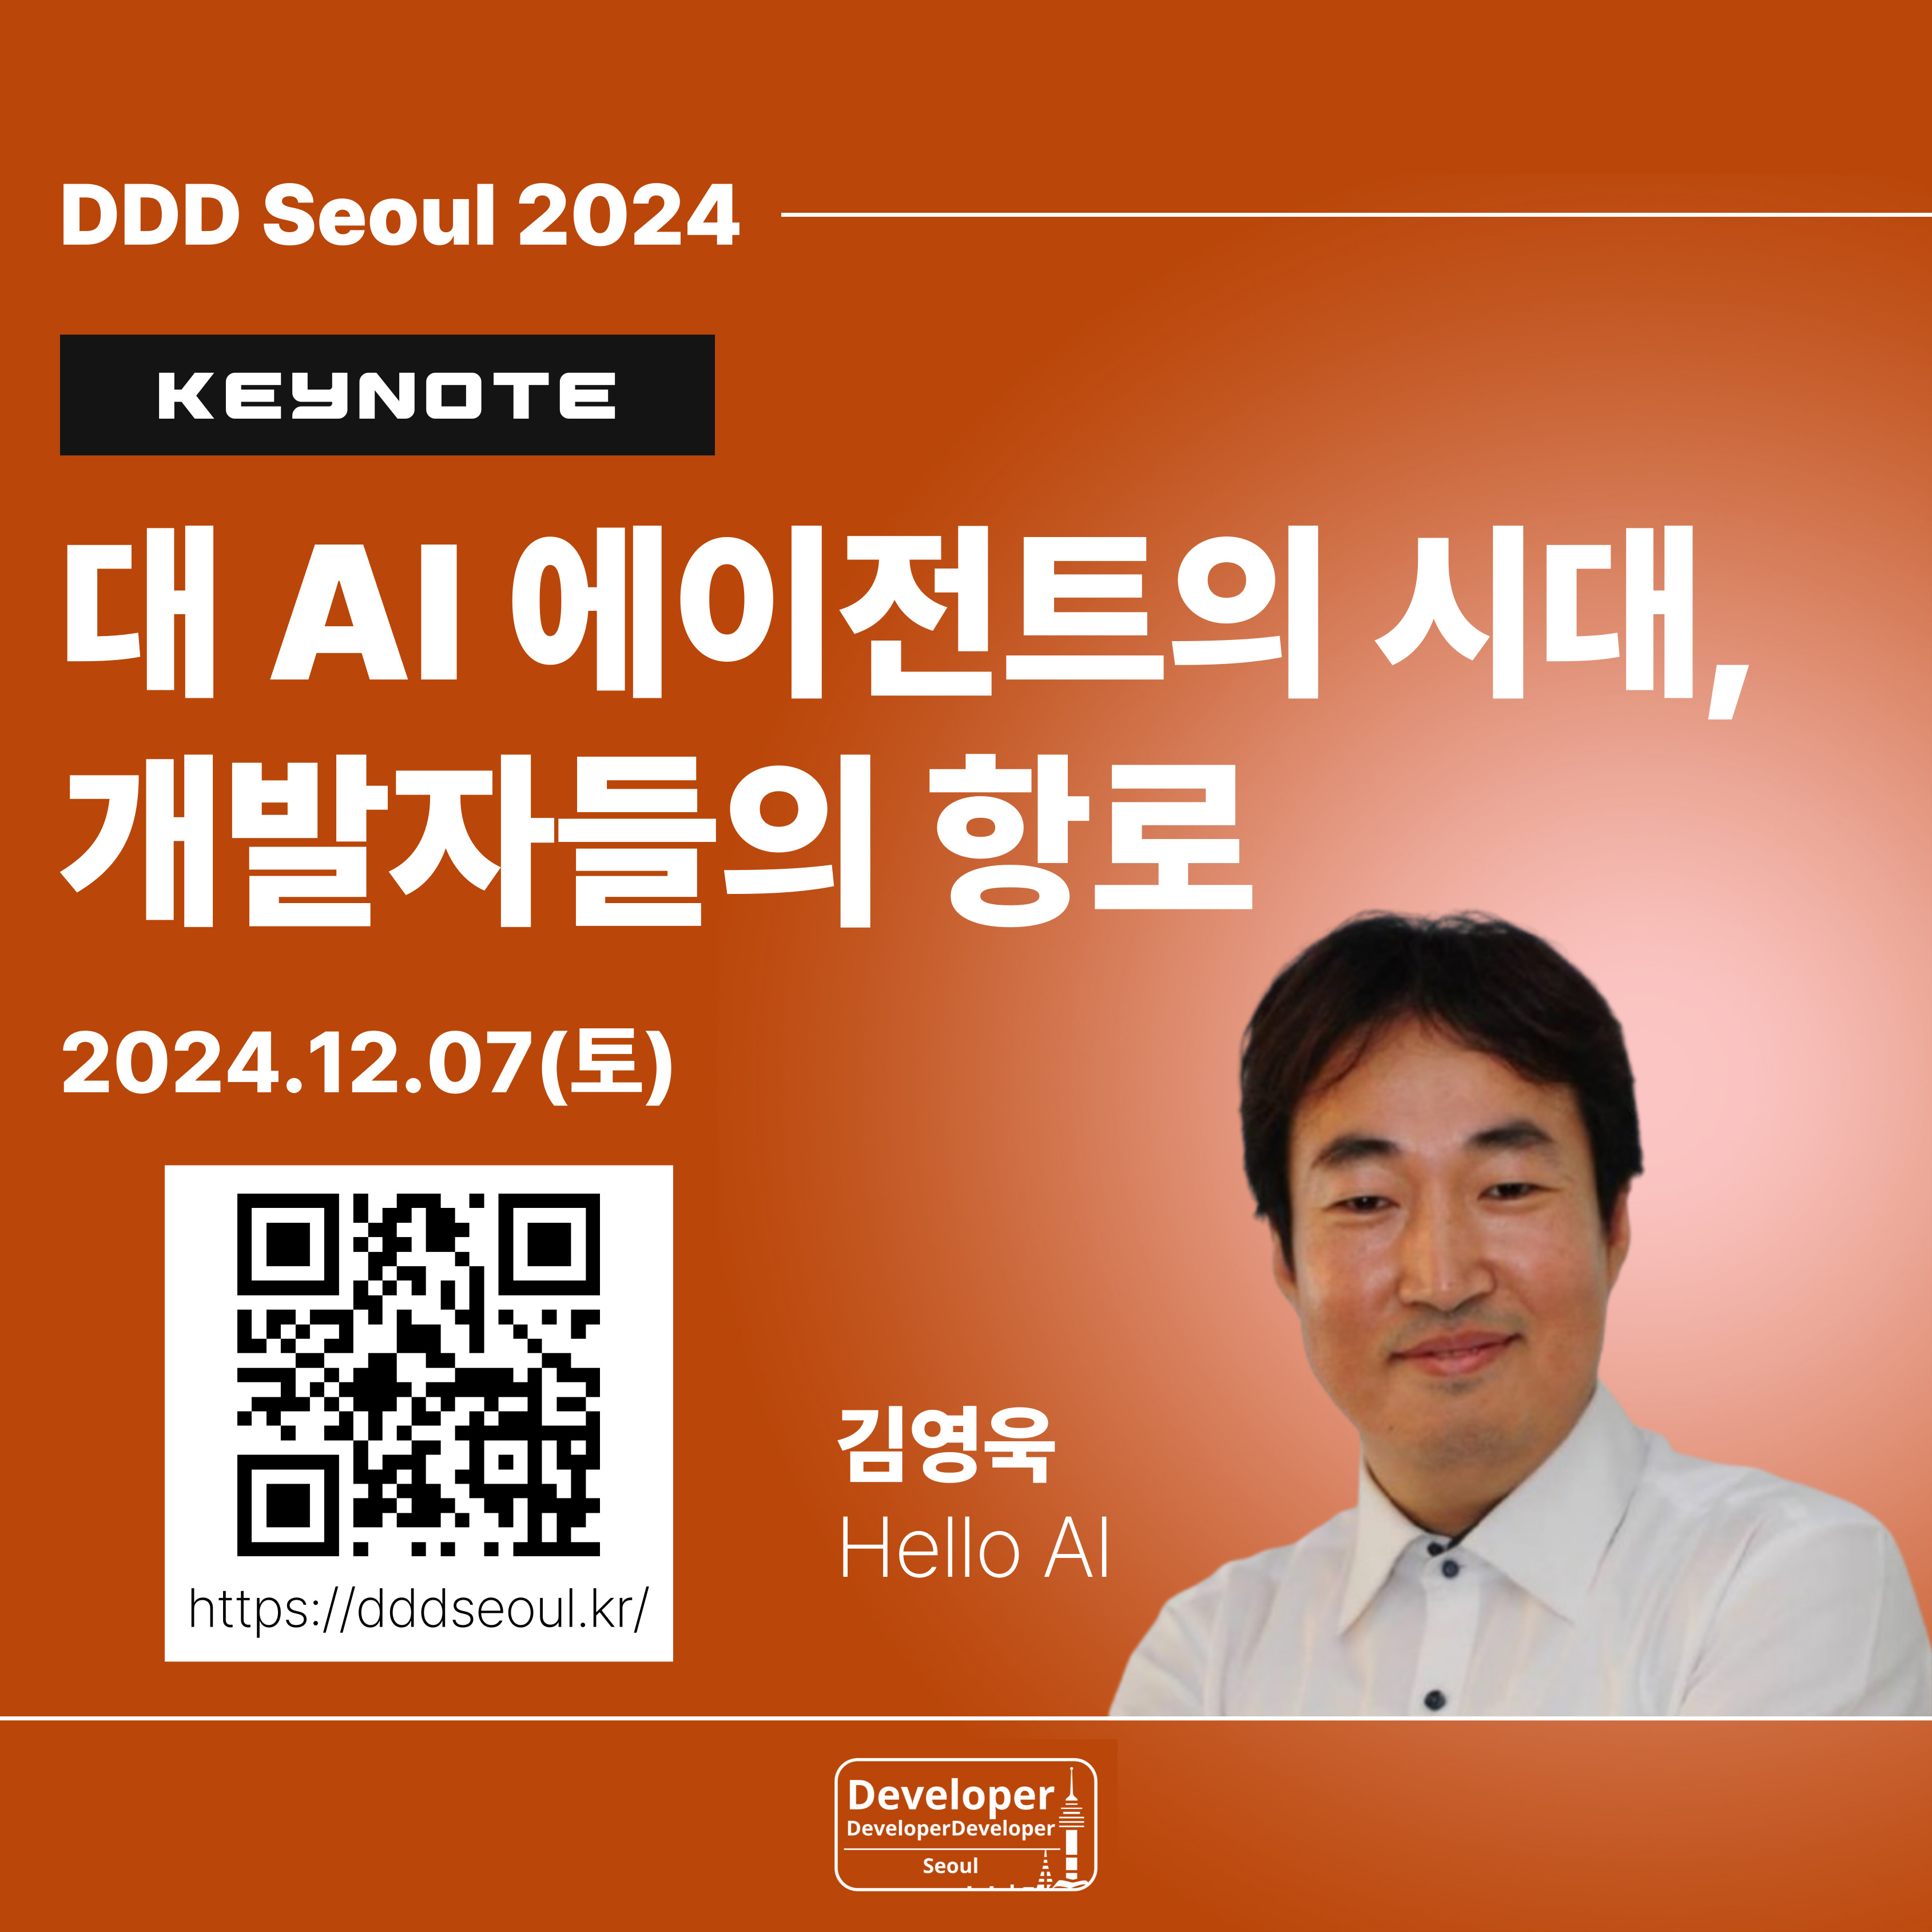 DDD Seoul 2024
KEYNOTE
대 AI 에이전트의 시대,
개발자들의 항로
2024.12.07(토)
https://dddseoul.kr/
김영욱
Hello AI
Developer
DeveloperDeveloper
Seoul